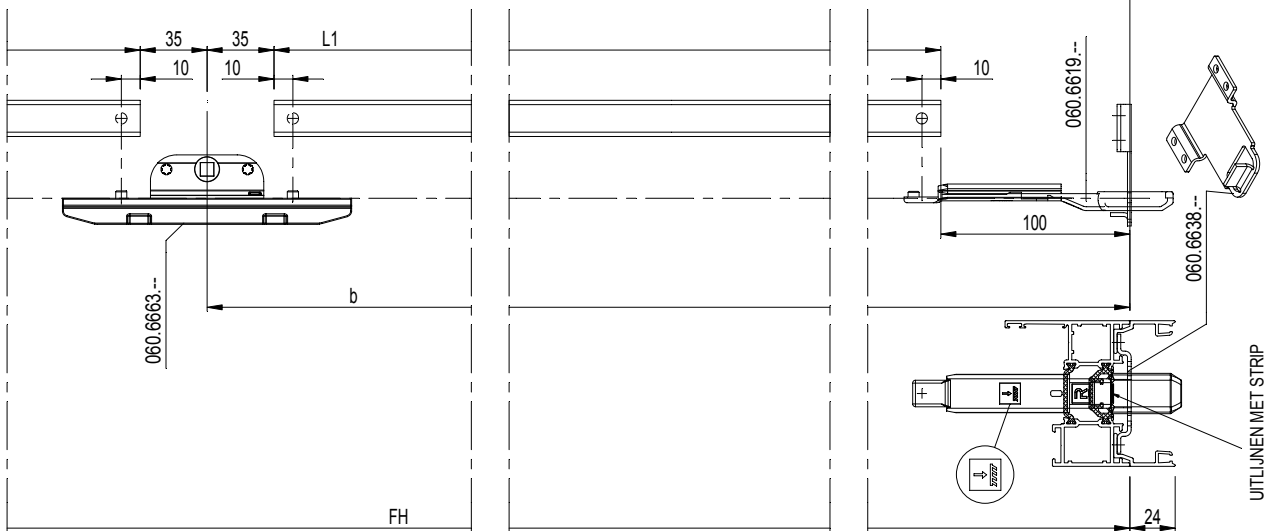 35
35
L1
10
10
10
060.6619.--
060.6638.--
100
060.6663.--
b
R
UITLIJNEN MET STRIP
FH
24